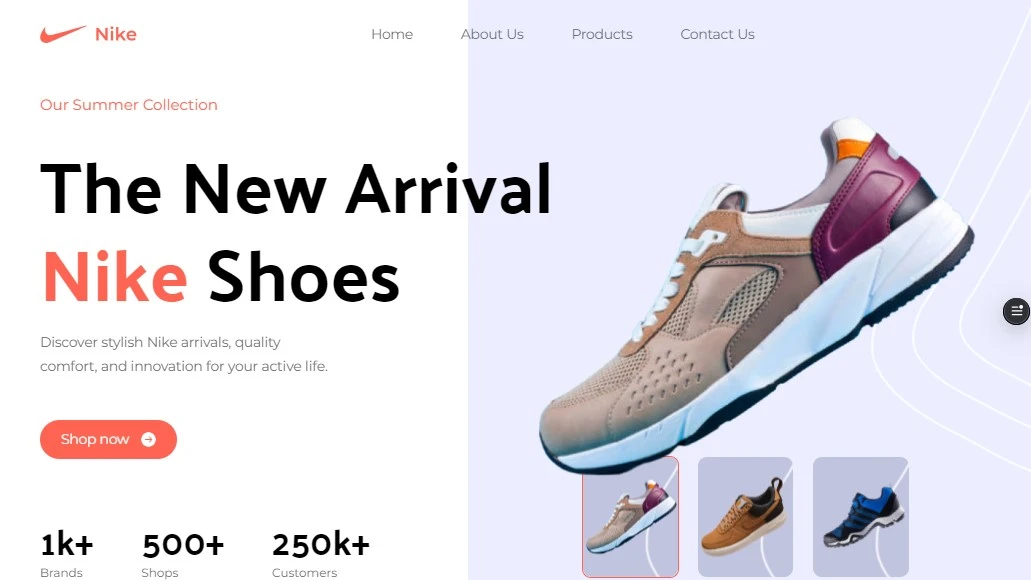 Nike
Home About Us Products Contact Us
Our Summer Collection
The New Arrival
Nike Shoes
Discover stylish Nike arrivals, quality
comfort, and innovation for your active life.
Shop now
1k+ 500+ 250k+
Brands Shops Customers